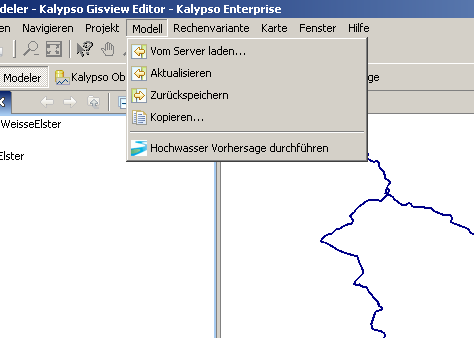 deler - Kalypso Gisview Editor - Kalypso Enterprise
en Navigieren Projekt Modell Rechenvariante Karte Fenster Hilfe
Vom Server laden...
Modeler Kalypso Ob ge
Aktualisieren
Zurückspeichern
WeisseElster
Kopieren...
Hochwasser Vorhersage durchführen
Elster